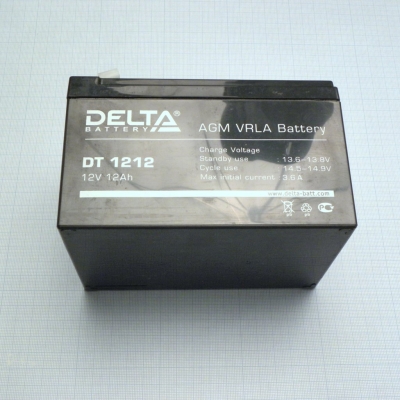 DELTA
BATTERY
DT 1212
12V 12Ah
AGM VRLA Battery
Charge Voltage
Standby use : 13.6-13.8V
Cycle use : 14.5-14.9V
Max initial current : 3.6A
www.delta-batt.com